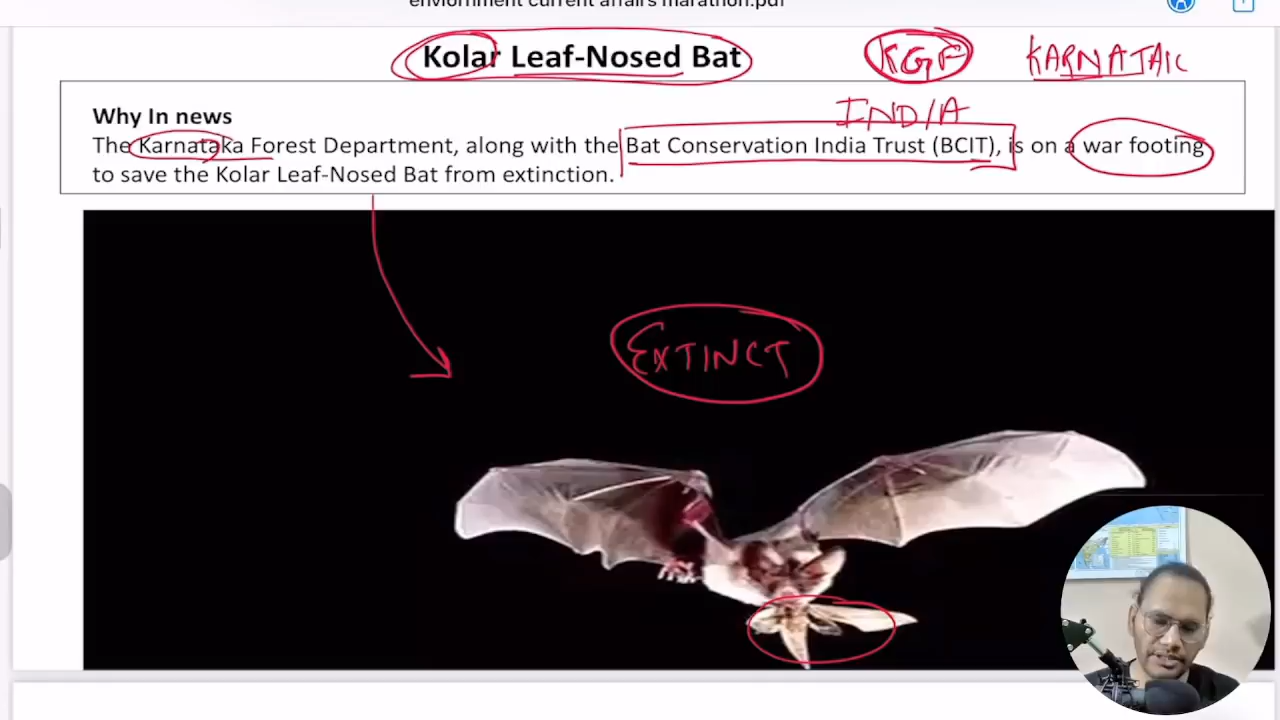 enviornment current affairs marathon.pdf
Kolar Leaf-Nosed Bat
KGF
KARNATAK
INDIA
Why In news
The Karnataka Forest Department, along with the Bat Conservation India Trust (BCIT), is on a war footing
to save the Kolar Leaf-Nosed Bat from extinction.
EXTINCT